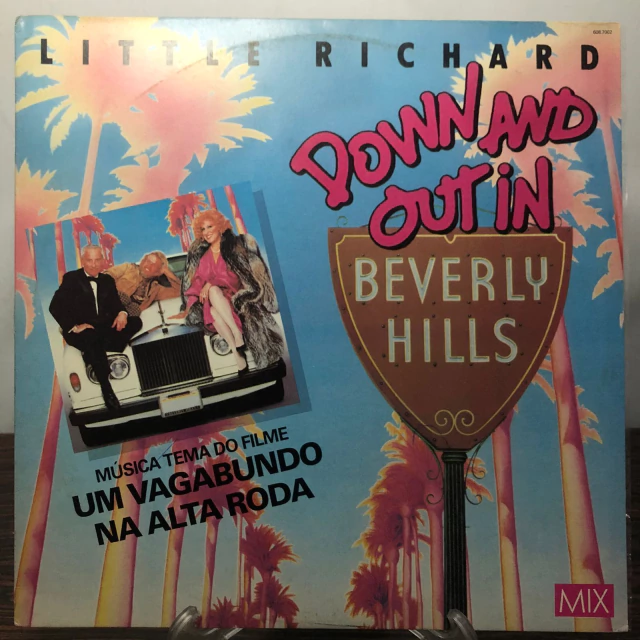 LITTLE RICHARD
DOWN AND
OUT IN
BEVERLY
HILLS
MÚSICA TEMA DO FILME
UM VAGABUNDO
NA ALTA RODA
MIX